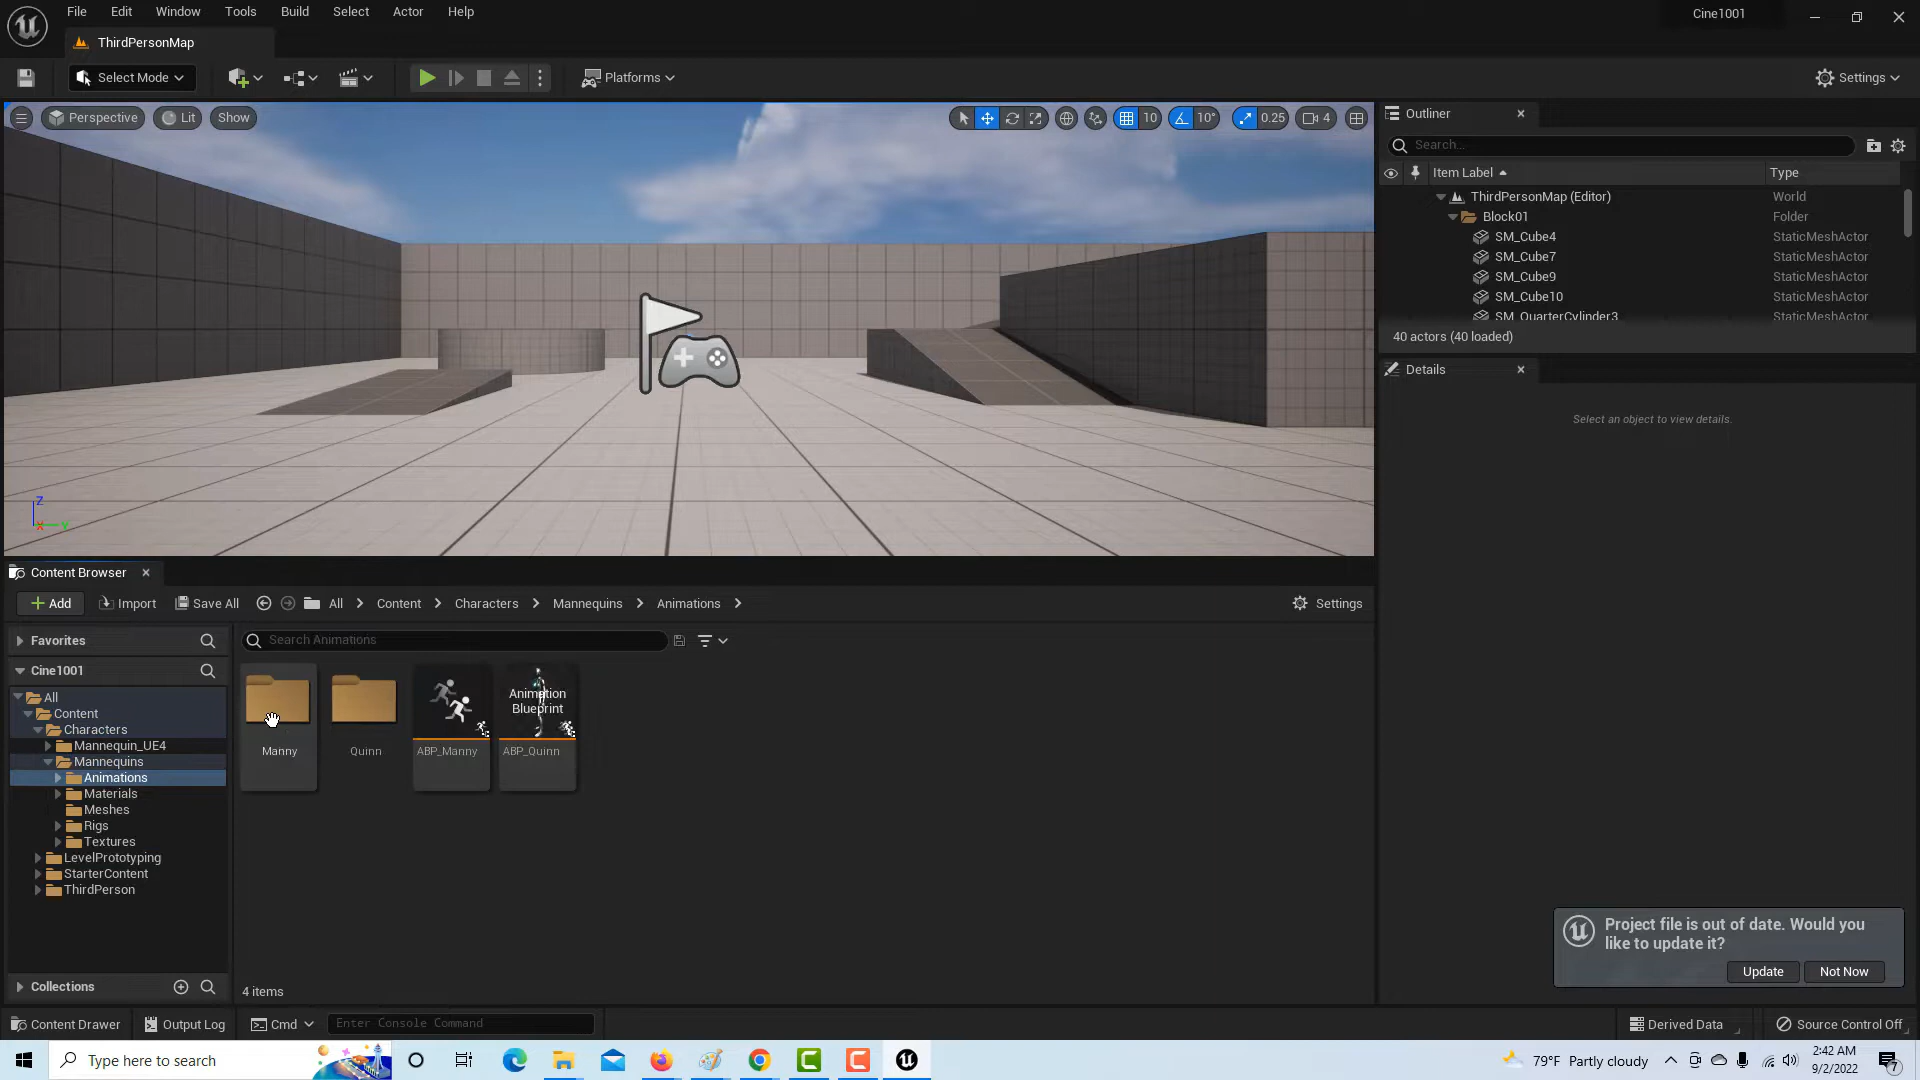 File Edit Window Tools Build Select Actor Help
Cine1001
ThirdPersonMap
Select Mode
Platforms
Settings
Perspective Lit Show
10 10° 0.25 4
Z
X Y
Outliner
Search...
Item Label Type
ThirdPersonMap (Editor) World
Block01 Folder
SM_Cube4 StaticMeshActor
SM_Cube7 StaticMeshActor
SM_Cube9 StaticMeshActor
SM_Cube10 StaticMeshActor
SM_QuarterCylinder3 StaticMeshActor
40 actors (40 loaded)
Details
Select an object to view details.
Content Browser
Add Import Save All All Content Characters Mannequins Animations Settings
Favorites
Search Animations
Cine1001
All
Content
Characters
Mannequin_UE4
Mannequins
Animations
Materials
Meshes
Rigs
Textures
LevelPrototyping
StarterContent
ThirdPerson
Collections
Animation
Blueprint
Manny Quinn ABP_Manny ABP_Quinn
4 items
Project file is out of date. Would you
like to update it?
Update Not Now
Content Drawer Output Log Cmd Enter Console Command
Derived Data Source Control Off
Type here to search
79°F Partly cloudy
2:42 AM
9/2/2022
7